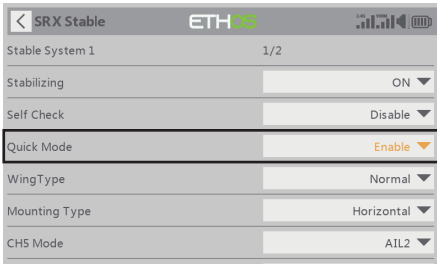 SRX Stable ETHOS
Stable System 1 1/2
Stabilizing ON
Self Check Disable
Quick Mode Enable
WingType Normal
Mounting Type Horizontal
CH5 Mode AIL2